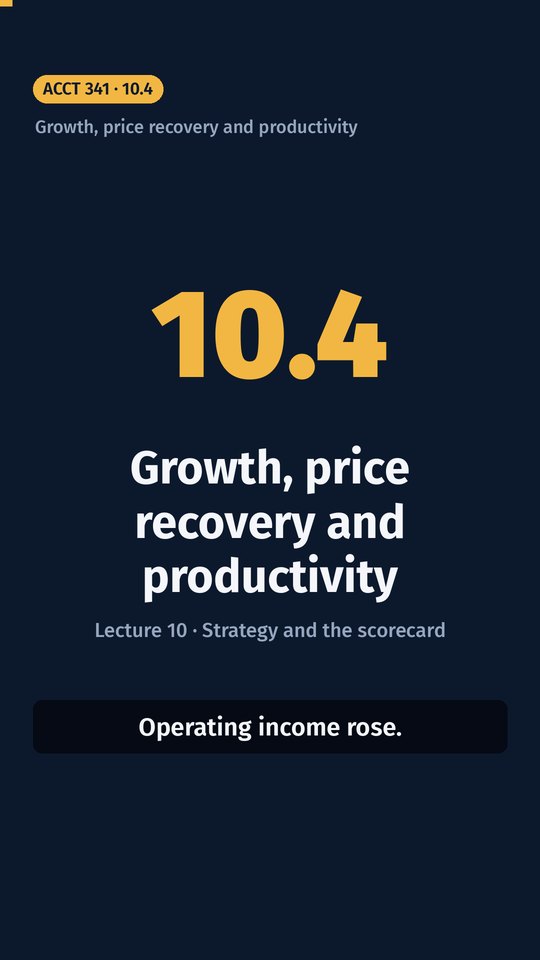 ACCT 341 · 10.4
Growth, price recovery and productivity
10.4
Growth, price
recovery and
productivity
Lecture 10 · Strategy and the scorecard
Operating income rose.